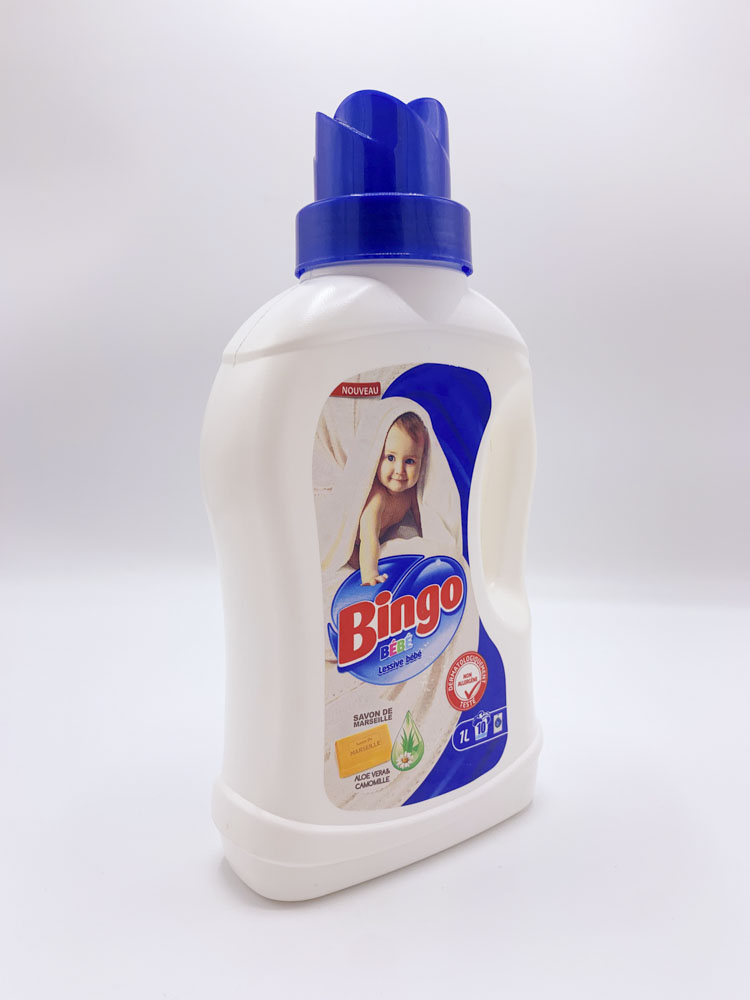 NOUVEAU
Bingo
BÉBÉ
Lessive bébé
DERMATOLOGIQUEMENT
NON
ALLERGÈNE
TESTÉ
SAVON DE
MARSEILLE
MARSEILLE
ALOE VERA&
CAMOMILLE
1L
10